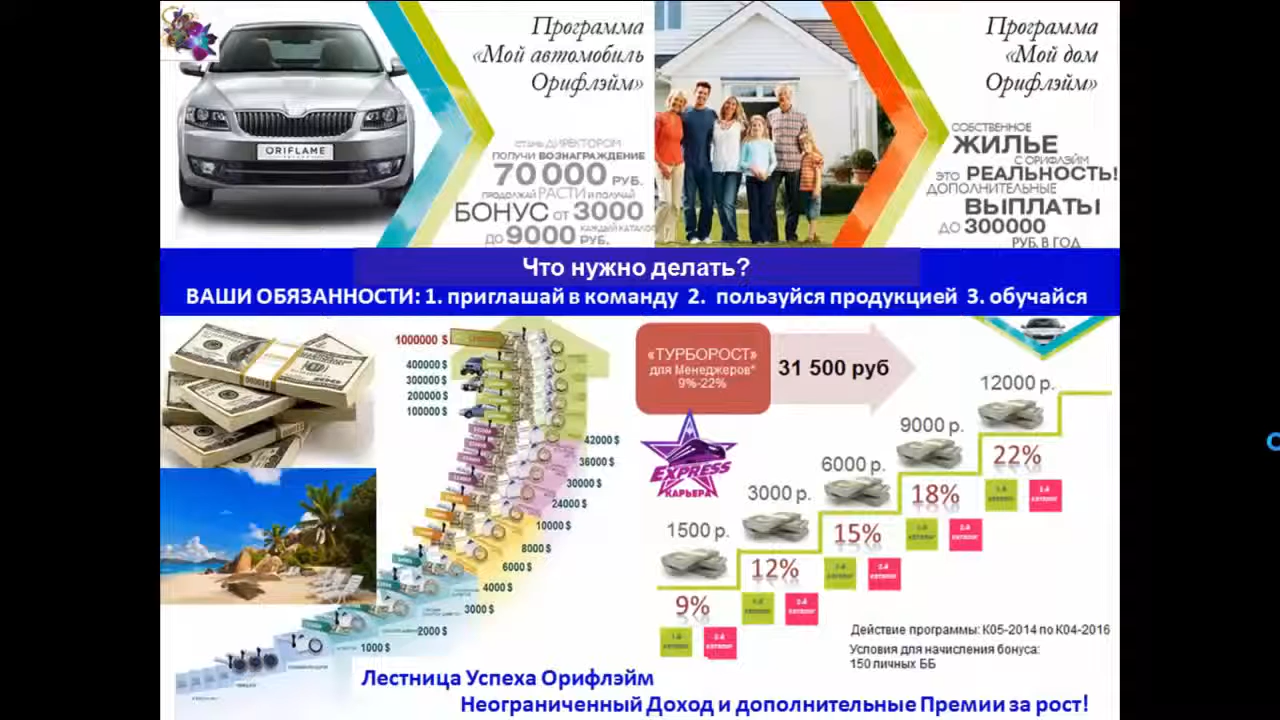 Программа
«Мой автомобиль
Орифлэйм»
стань ДИРЕКТОРОМ
ПОЛУЧИ ВОЗНАГРАЖДЕНИЕ
70 000 РУБ.
ПРОДОЛЖАЙ РАСТИ И ПОЛУЧАЙ
БОНУС от 3000
ДО 9000 РУБ.
КАЖДЫЙ КАТАЛОГ
ORIFLAME
Программа
«Мой дом
Орифлэйм»
СОБСТВЕННОЕ
ЖИЛЬЕ
С ОРИФЛЭЙМ
ЭТО РЕАЛЬНОСТЬ!
ДОПОЛНИТЕЛЬНЫЕ
ВЫПЛАТЫ
ДО 300000
РУБ. В ГОД
Что нужно делать?
ВАШИ ОБЯЗАННОСТИ: 1. приглашай в команду 2. пользуйся продукцией 3. обучайся
1000000 $
400000 $
300000 $
200000 $
100000 $
42000 $
36000 $
30000 $
24000 $
10000 $
8000 $
6000 $
4000 $
3000 $
2000 $
1000 $
«ТУРБОРОСТ»
для Менеджеров*
9%-22%
31 500 руб
EXPRESS
КАРЬЕРА
12000 р.
9000 р.
6000 р.
3000 р.
1500 р.
22%
18%
15%
12%
9%
Действие программы: К05-2014 по К04-2016
Условия для начисления бонуса:
150 личных ББ
Лестница Успеха Орифлэйм
Неограниченный Доход и дополнительные Премии за рост!